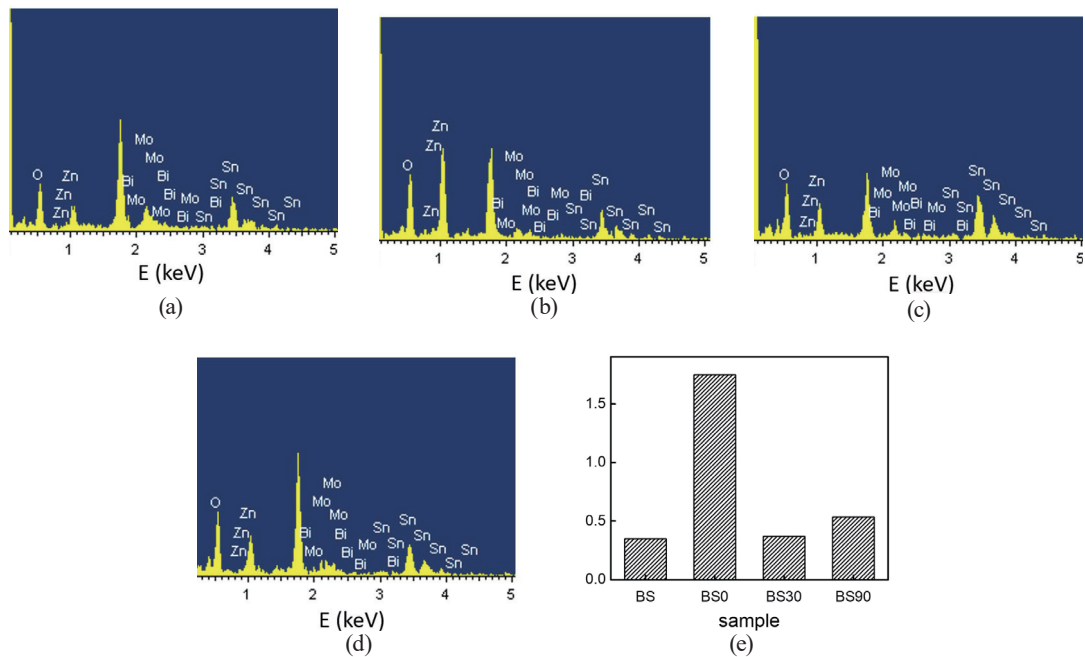 O Zn Zn Zn Bi Mo Mo Mo Bi Bi Mo Bi Mo Sn Sn Bi Sn Sn Sn Sn Sn
1 2 3 4 5
E (keV)
(a)
O Zn Zn Zn Bi Mo Mo Mo Bi Mo Bi Mo Bi Sn Bi Sn Sn Sn Sn Sn Sn
1 2 3 4 5
E (keV)
(b)
O Zn Zn Zn Bi Mo Mo Mo Mo Bi Bi Bi Mo Bi Sn Sn Sn Sn Sn
1 2 3 4 5
E (keV)
(c)
O Zn Zn Zn Bi Mo Mo Mo Mo Bi Bi Bi Mo Sn Sn Bi Sn Sn Sn Sn Sn
1 2 3 4 5
E (keV)
(d)
1.5
1.0
0.5
0.0
BS BS0 BS30 BS90
sample
(e)